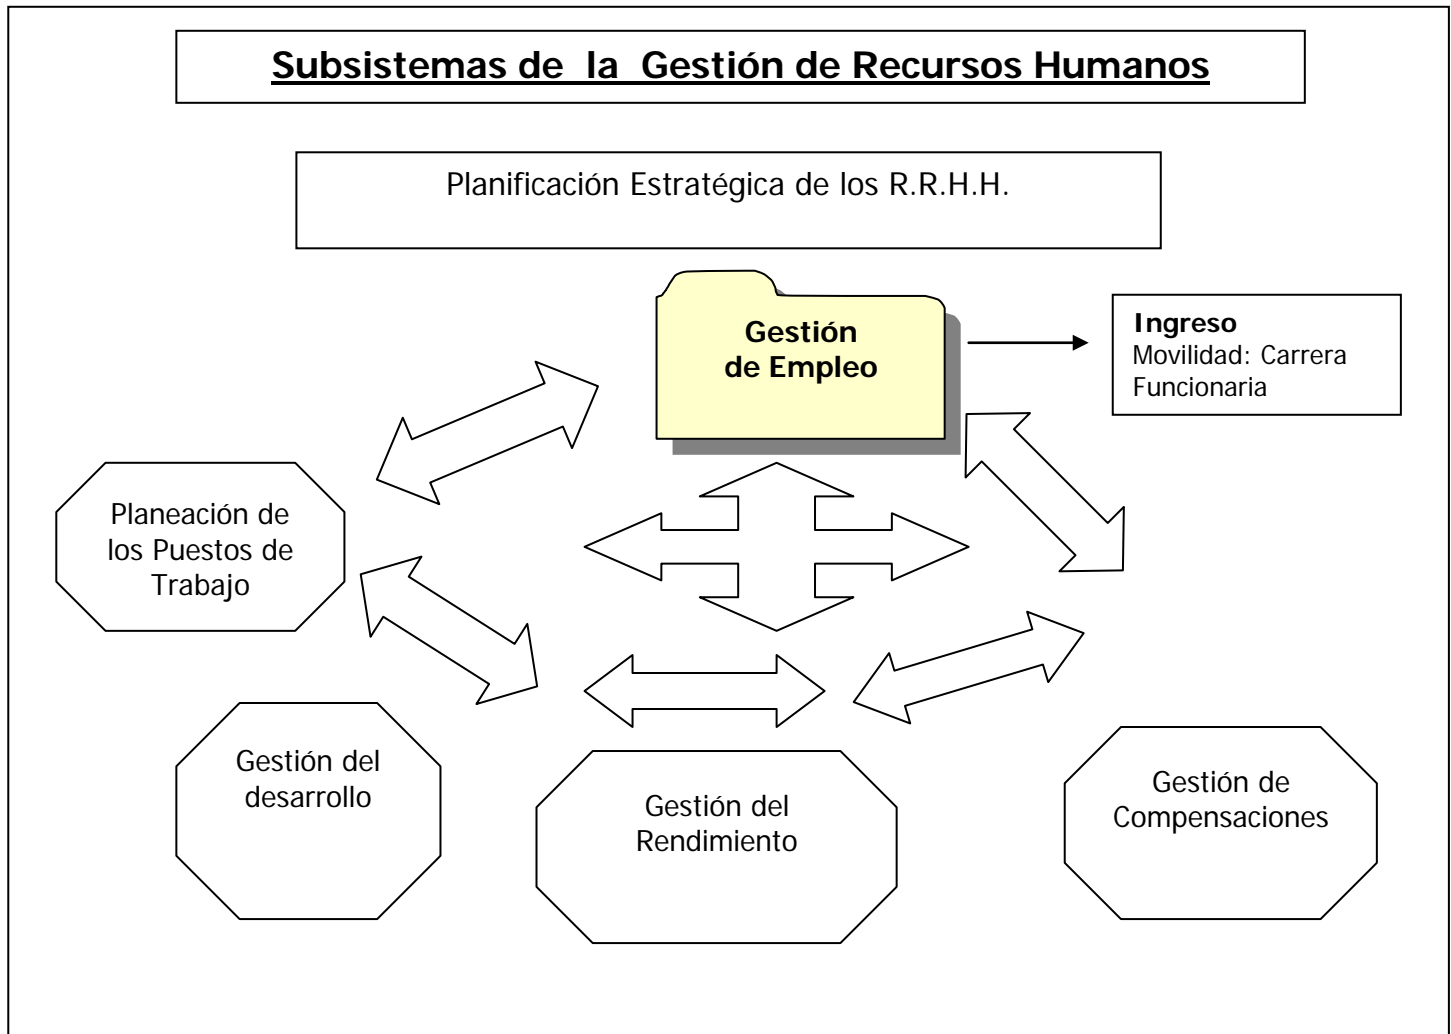 Subsistemas de la Gestión de Recursos Humanos
Planificación Estratégica de los R.R.H.H.
Gestión
de Empleo
Ingreso
Movilidad: Carrera
Funcionaria
Planeación de
los Puestos de
Trabajo
Gestión del
desarrollo
Gestión del
Rendimiento
Gestión de
Compensaciones